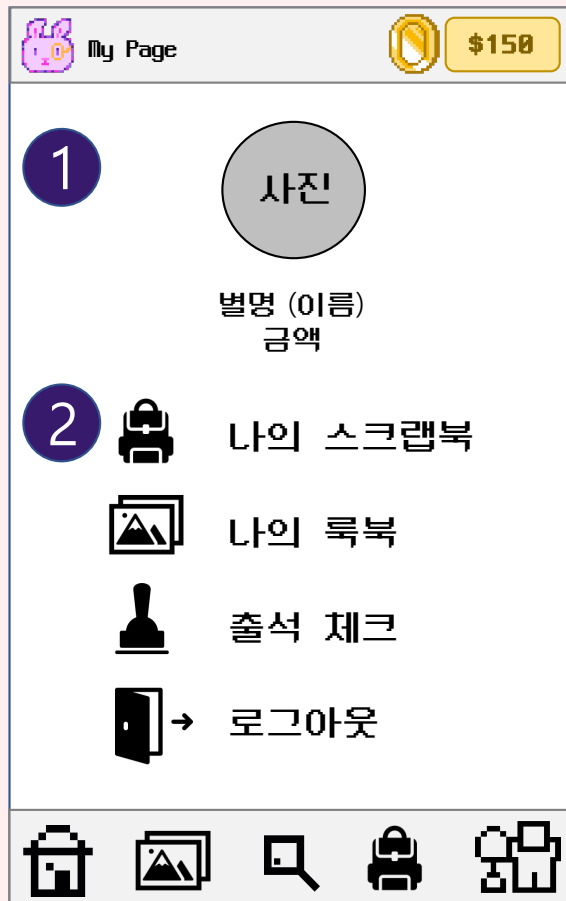 My Page
$150
1
사진
별명 (이름)
금액
2
나의 스크랩북
나의 룩북
출석 체크
로그아웃